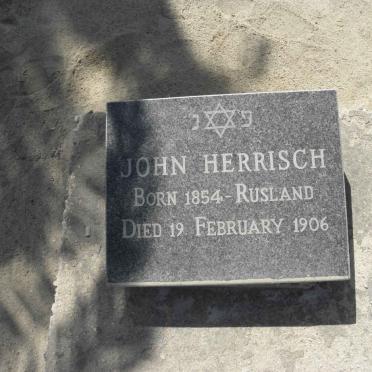 פ נ
JOHN HERRISCH
BORN 1854 - RUSLAND
DIED 19 FEBRUARY 1906